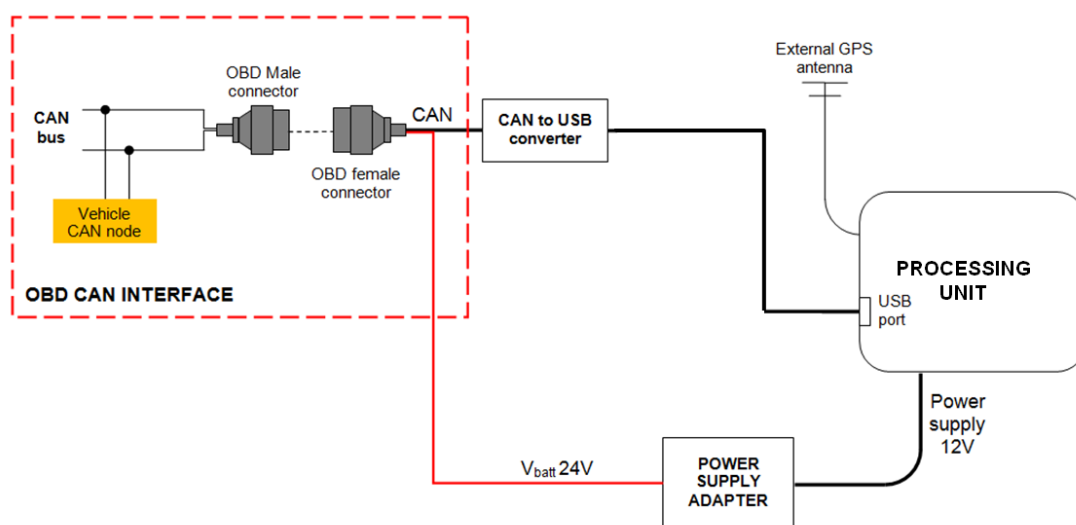 External GPS
antenna
OBD Male
connector
CAN
bus
CAN
CAN to USB
converter
OBD female
connector
Vehicle
CAN node
OBD CAN INTERFACE
PROCESSING
UNIT
USB
port
Power
supply
12V
Vbatt 24V
POWER
SUPPLY
ADAPTER